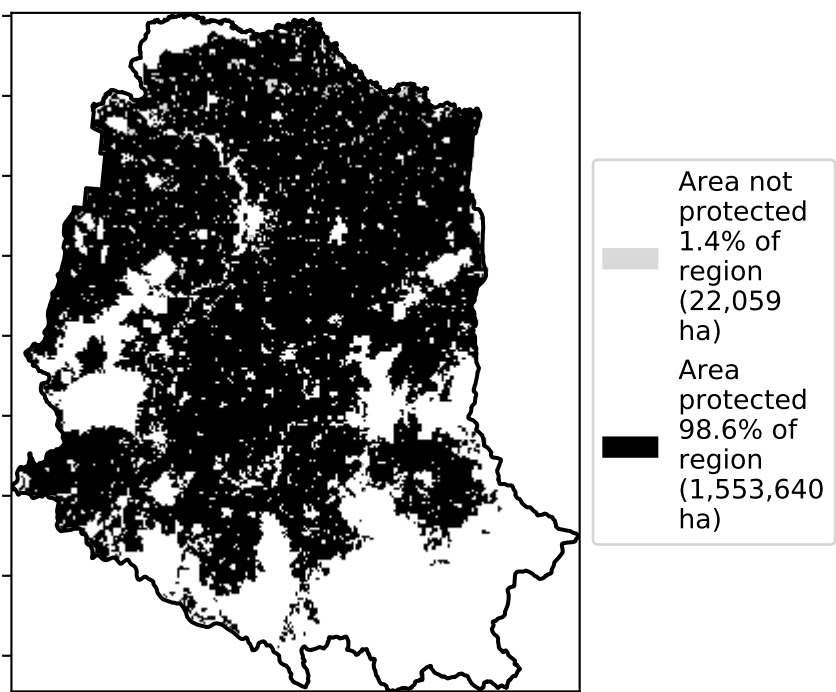 Area not
protected
1.4% of
region
(22,059
ha)
Area
protected
98.6% of
region
(1,553,640
ha)